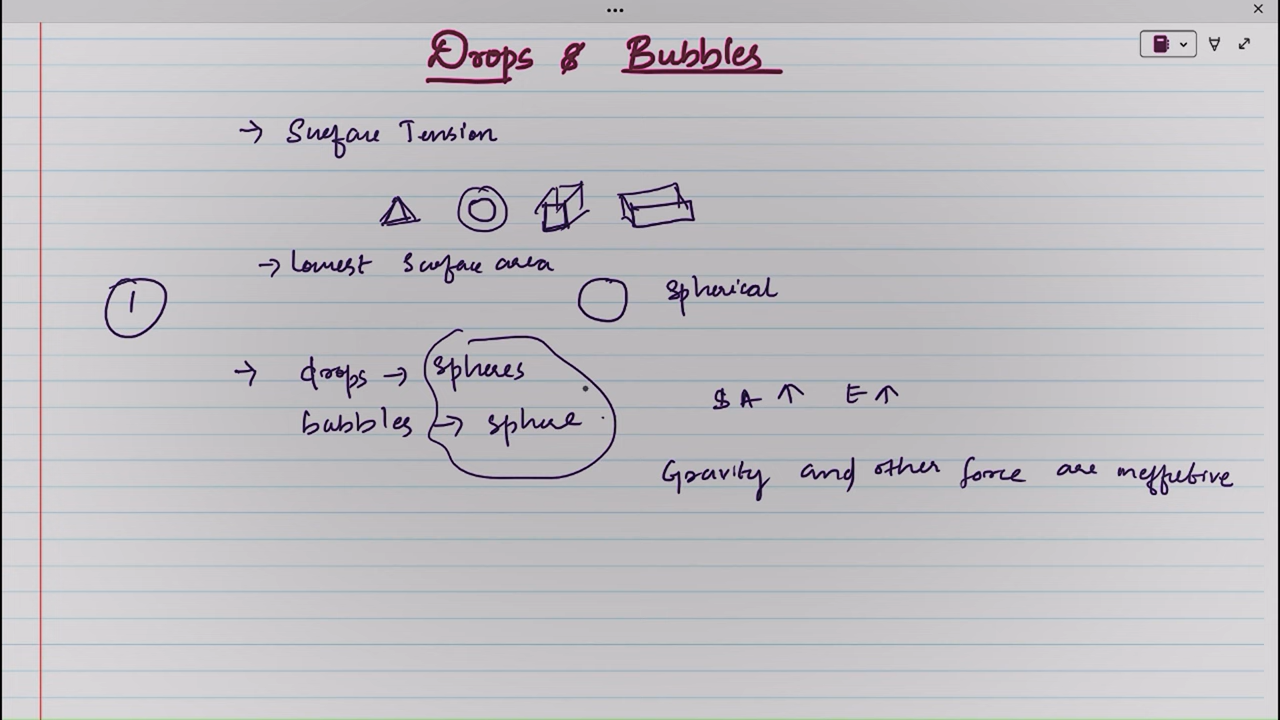 Drops & Bubbles
→ Surface Tension
→ lowest surface area
spherical
1
→ drops → spheres
bubbles → sphere
SA ↑ E ↑
Gravity and other force are ineffective